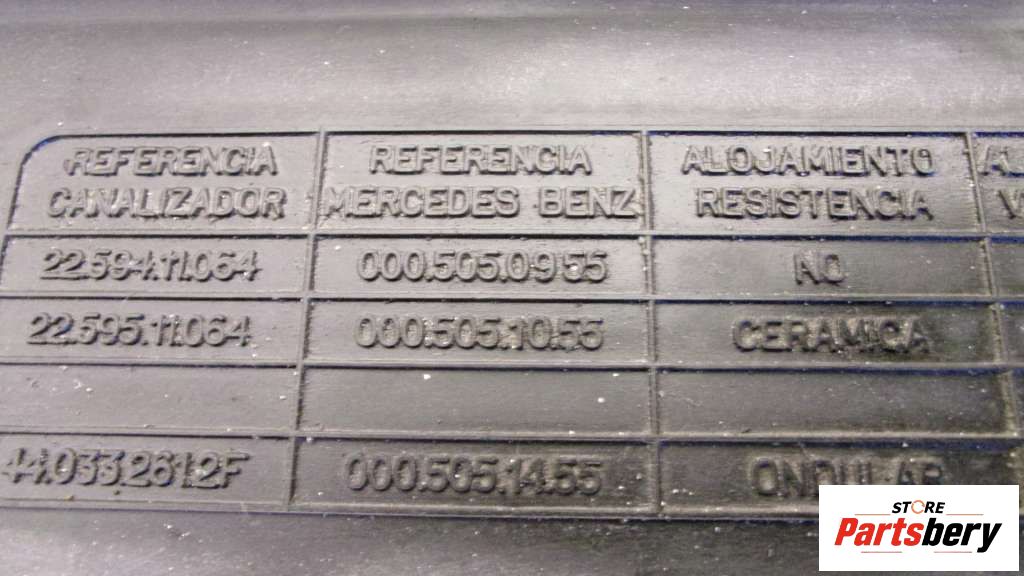 REFERENCIA CANALIZADOR
REFERENCIA MERCEDES BENZ
ALOJAMIENTO RESISTENCIA
22.594.11.064 000.505.09.55 NO
22.595.11.064 000.505.10.55 CERAMICA
44.033.261.2F 000.505.14.55 ONDULAR
STORE
Partsbery